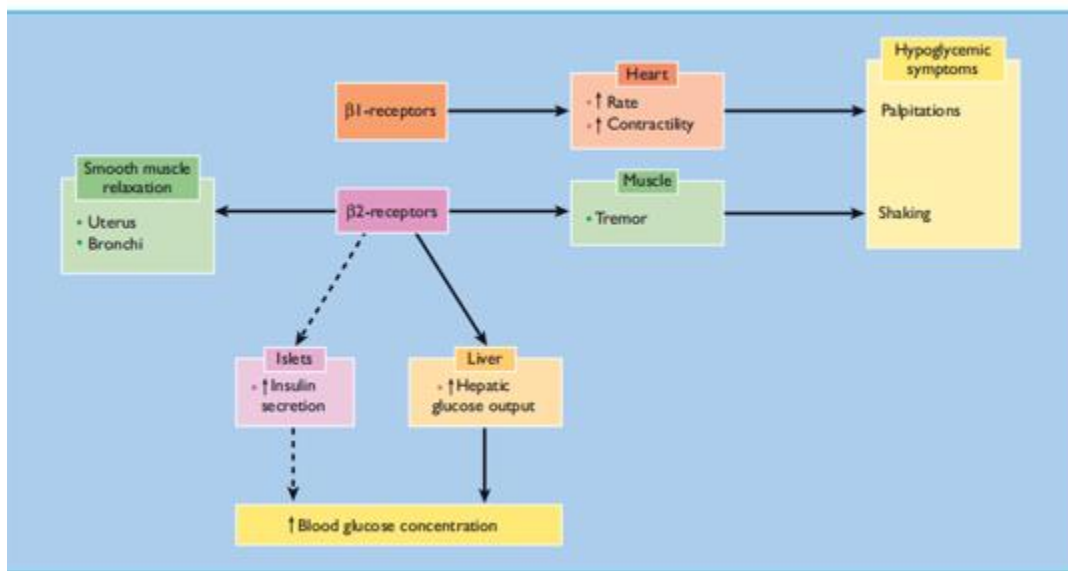 Hypoglycemic
symptoms
Heart
β1-receptors
• ↑ Rate
• ↑ Contractility
Palpitations
Smooth muscle
relaxation
• Uterus
• Bronchi
β2-receptors
Muscle
• Tremor
Shaking
Islets
• ↑Insulin
secretion
Liver
• ↑Hepatic
glucose output
↑Blood glucose concentration